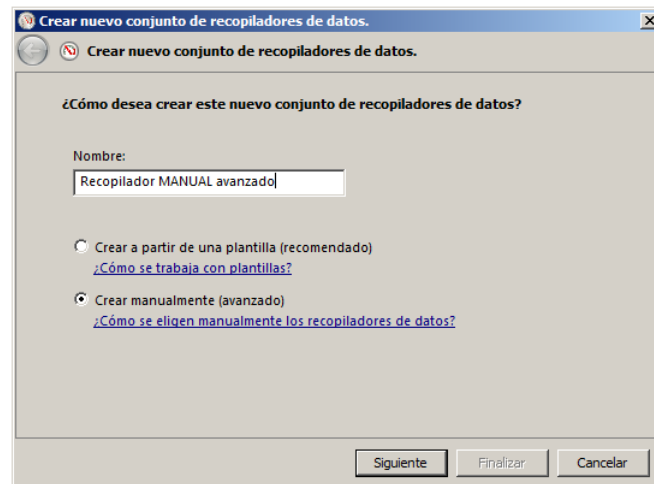 Crear nuevo conjunto de recopiladores de datos.
Crear nuevo conjunto de recopiladores de datos.
¿Cómo desea crear este nuevo conjunto de recopiladores de datos?
Nombre:
Recopilador MANUAL avanzado
Crear a partir de una plantilla (recomendado)
¿Cómo se trabaja con plantillas?
Crear manualmente (avanzado)
¿Cómo se eligen manualmente los recopiladores de datos?
Siguiente Finalizar Cancelar